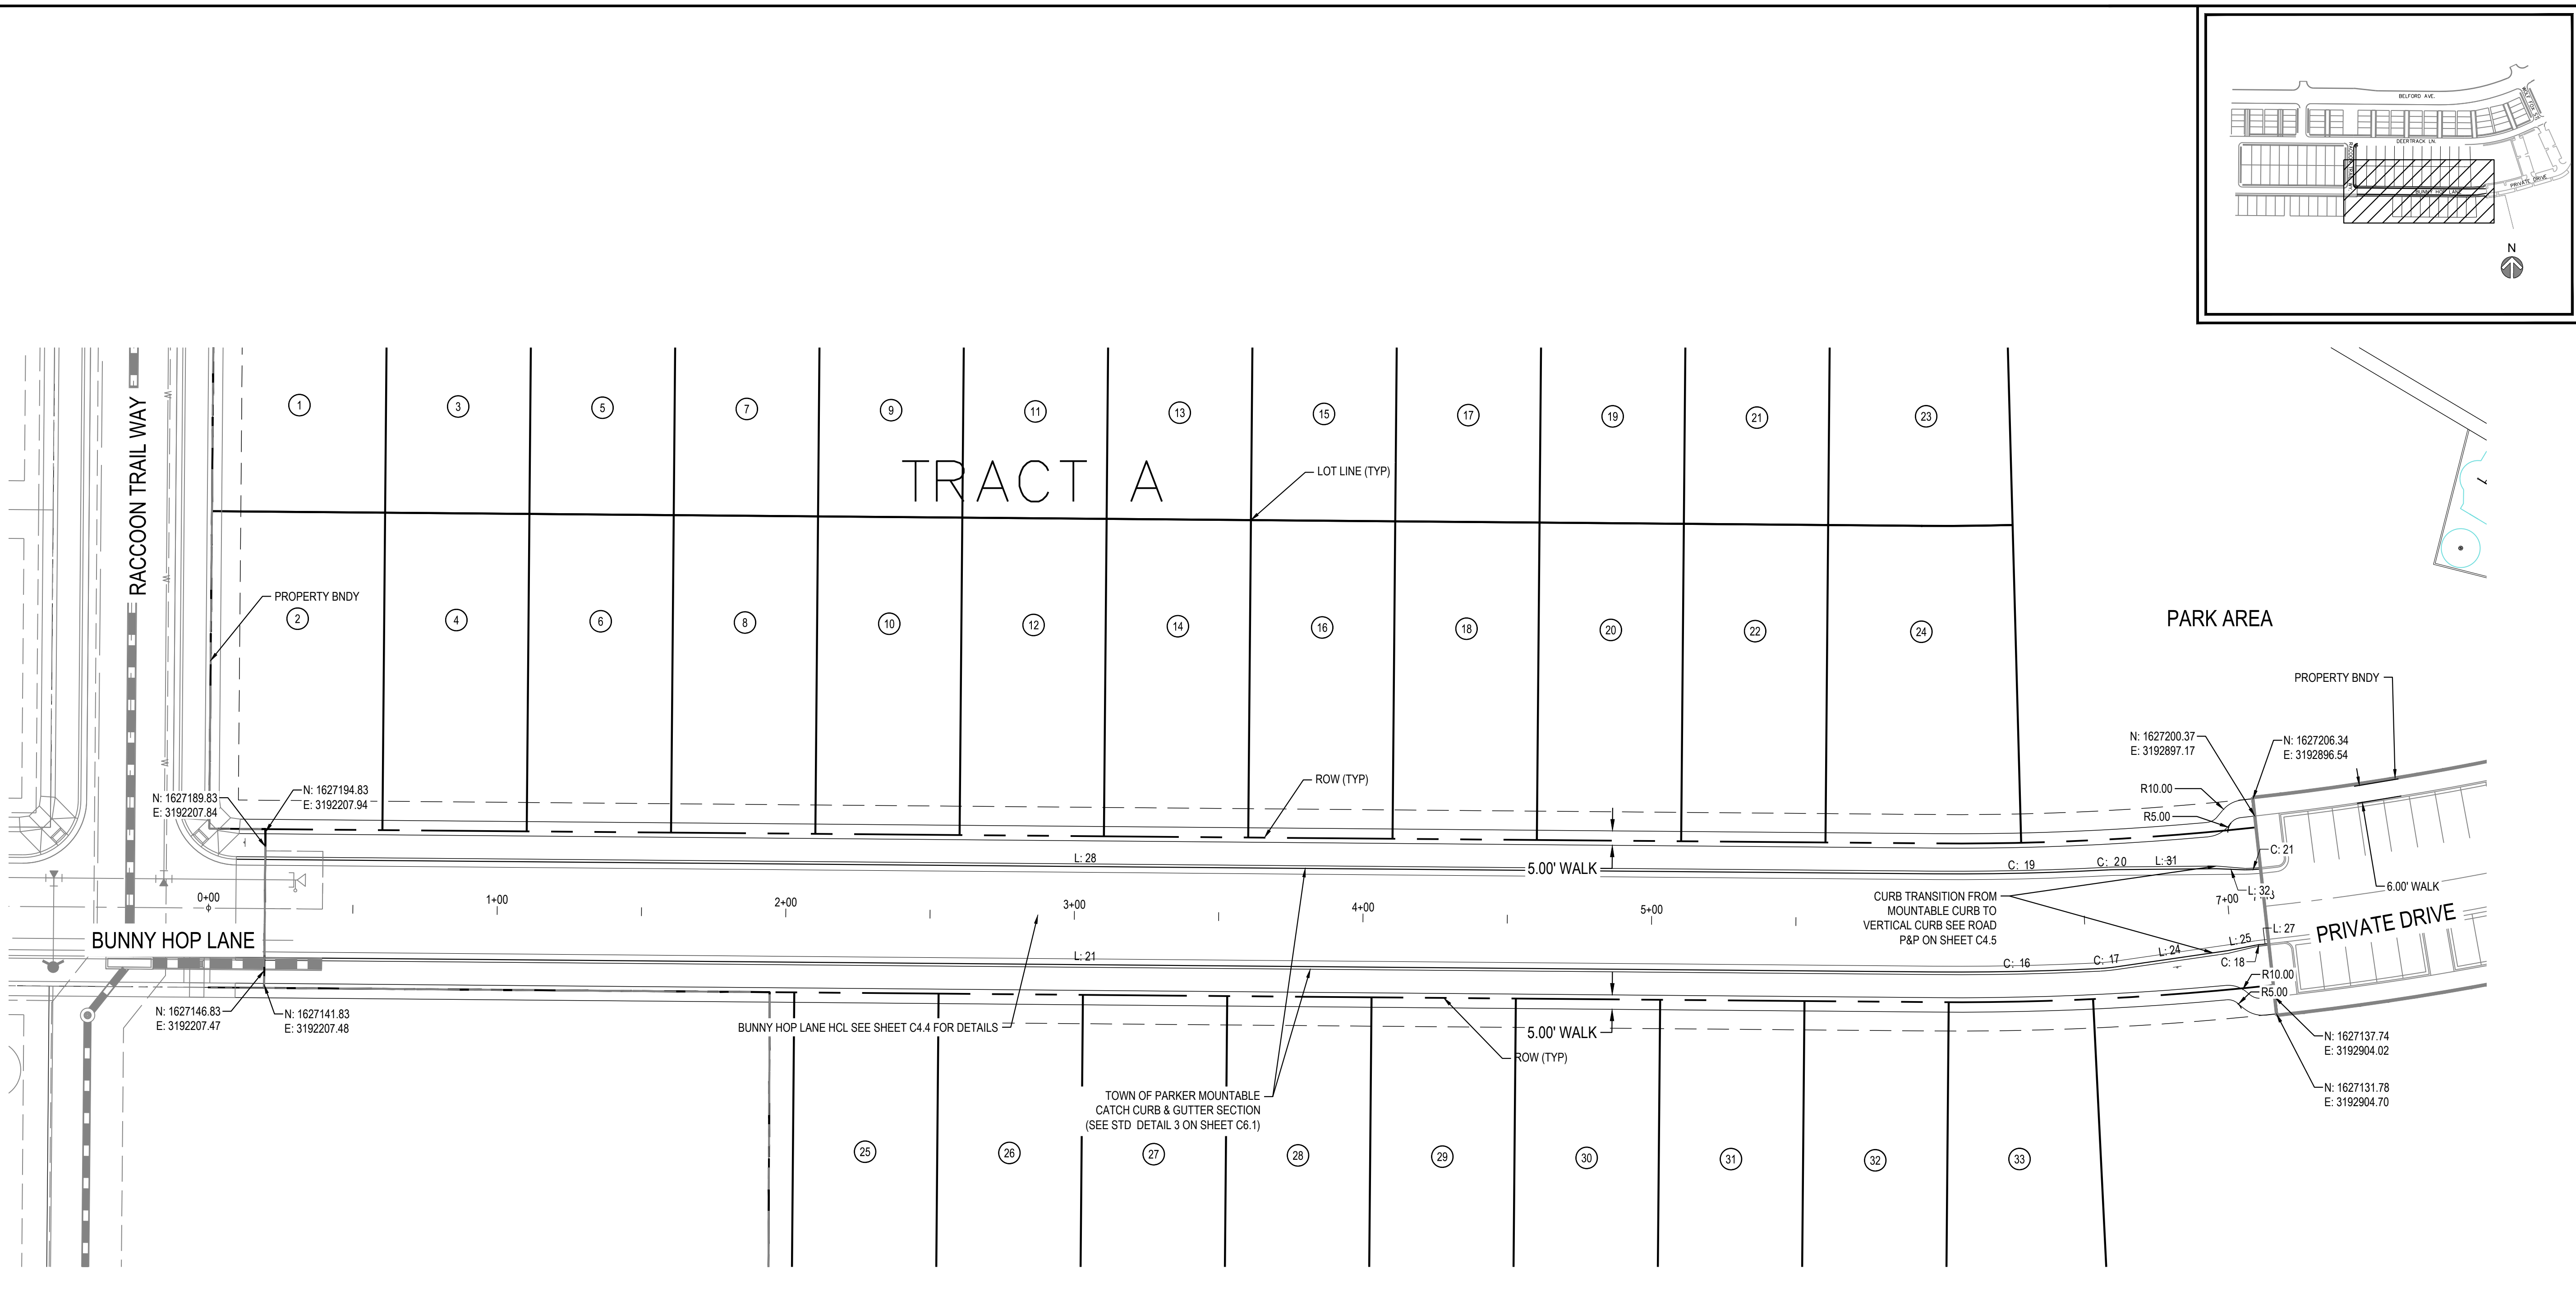 BELFORD AVE.
DEERTRACK LN.
BUNNY HOP LANE
PRIVATE DRIVE
N
RACCOON TRAIL WAY
1
3
5
7
9
11
13
15
17
19
21
23
TRACT A
LOT LINE (TYP)
PROPERTY BNDY
2
4
6
8
10
12
14
16
18
20
22
24
PARK AREA
PROPERTY BNDY
N: 1627200.37
E: 3192897.17
N: 1627206.34
E: 3192896.54
R10.00
R5.00
ROW (TYP)
N: 1627189.83
E: 3192207.84
N: 1627194.83
E: 3192207.94
W
W
W
L: 28
5.00' WALK
C: 19
C: 20
L: 31
C: 21
L: 32
6.00' WALK
CURB TRANSITION FROM
MOUNTABLE CURB TO
VERTICAL CURB SEE ROAD
P&P ON SHEET C4.5
0+00
1+00
2+00
3+00
4+00
5+00
7+00
BUNNY HOP LANE
PRIVATE DRIVE
L: 21
C: 16
C: 17
L: 24
L: 25
L: 27
C: 18
R10.00
R5.00
N: 1627146.83
E: 3192207.47
N: 1627141.83
E: 3192207.48
BUNNY HOP LANE HCL SEE SHEET C4.4 FOR DETAILS
5.00' WALK
ROW (TYP)
N: 1627137.74
E: 3192904.02
N: 1627131.78
E: 3192904.70
TOWN OF PARKER MOUNTABLE
CATCH CURB & GUTTER SECTION
(SEE STD DETAIL 3 ON SHEET C6.1)
25
26
27
28
29
30
31
32
33